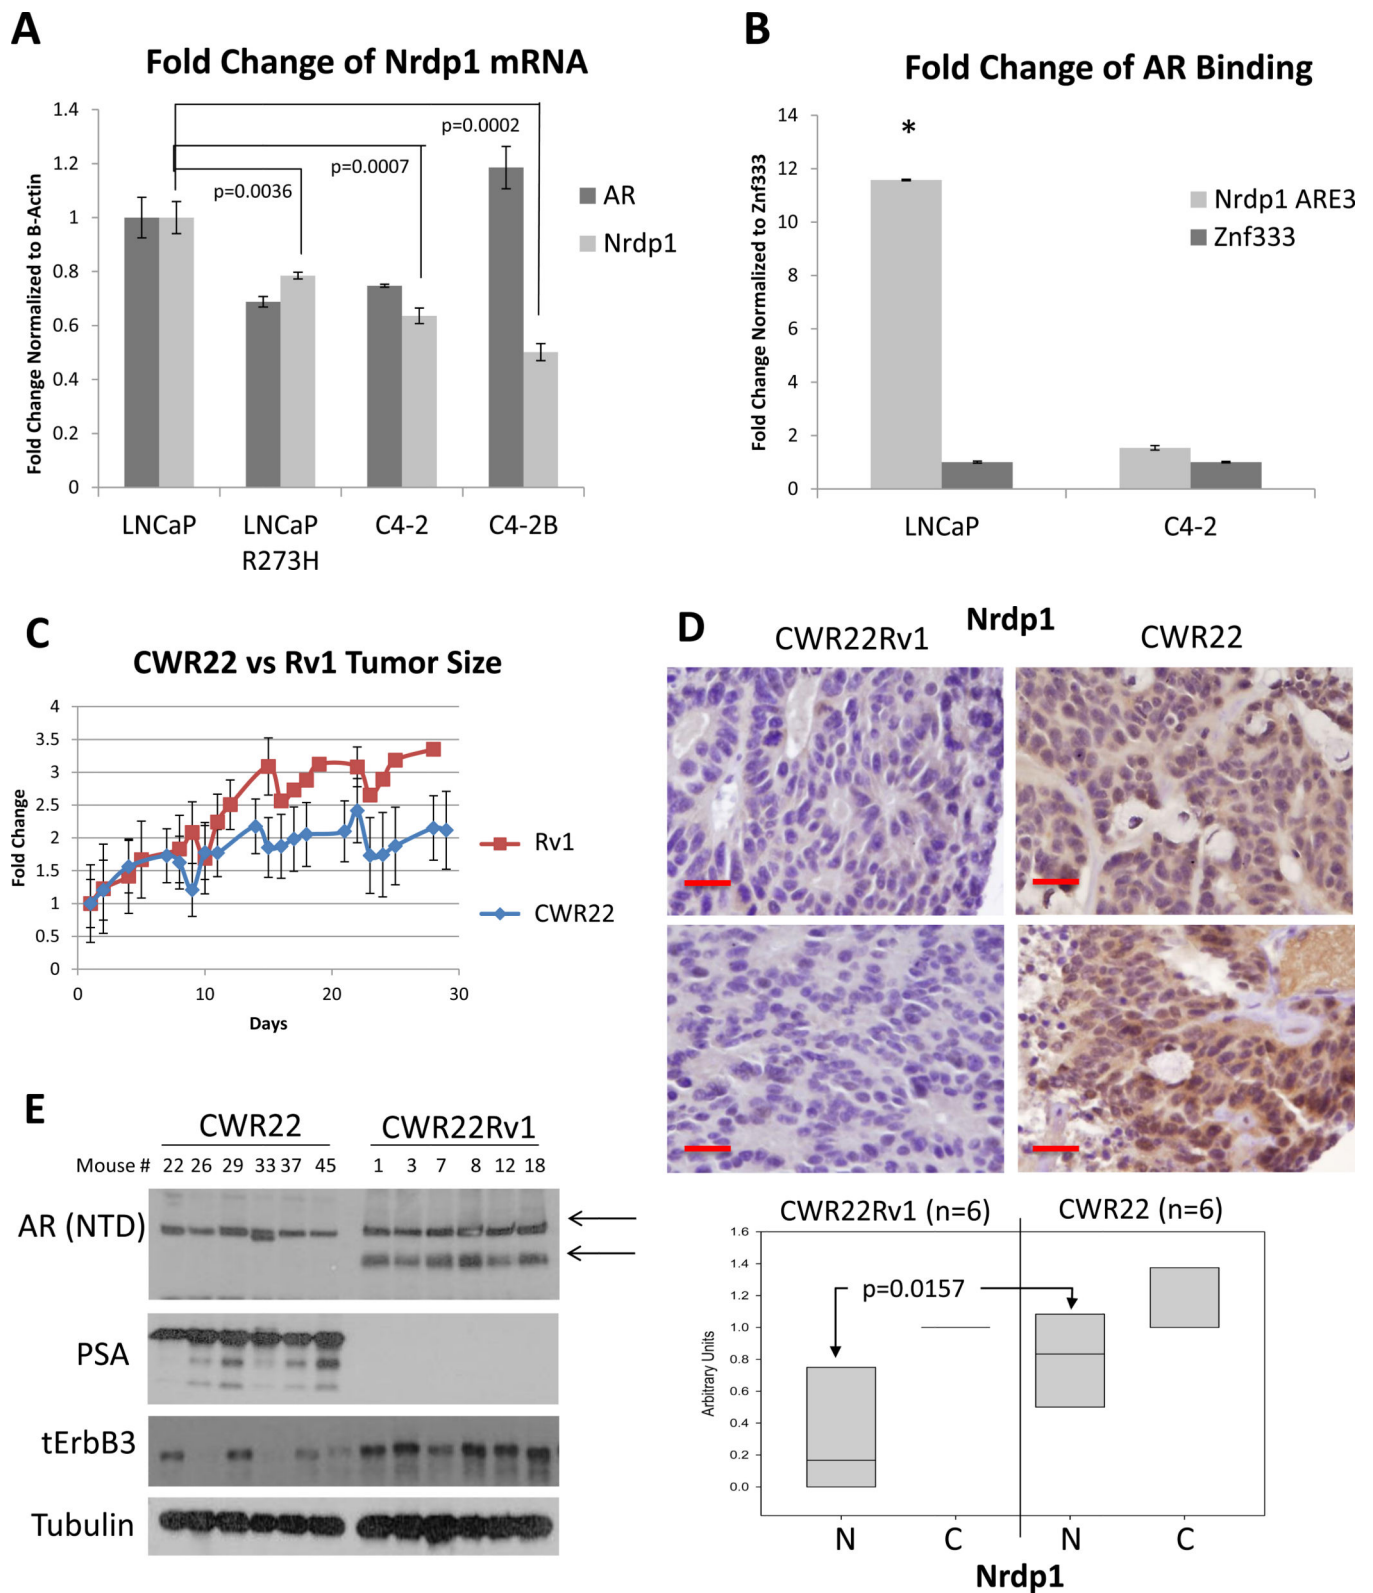 A
Fold Change of Nrdp1 mRNA
Fold Change Normalized to B-Actin
1.4
1.2
1
0.8
0.6
0.4
0.2
0
p=0.0036
p=0.0007
p=0.0002
AR
Nrdp1
LNCaP
LNCaP
R273H
C4-2
C4-2B
B
Fold Change of AR Binding
Fold Change Normalized to Znf333
14
12
10
8
6
4
2
0
*
Nrdp1 ARE3
Znf333
LNCaP
C4-2
C
CWR22 vs Rv1 Tumor Size
Fold Change
4
3.5
3
2.5
2
1.5
1
0.5
0
0
10
20
30
Days
Rv1
CWR22
D
Nrdp1
CWR22Rv1
CWR22
CWR22Rv1 (n=6)
CWR22 (n=6)
Arbitrary Units
1.6
1.4
1.2
1.0
0.8
0.6
0.4
0.2
0.0
p=0.0157
N
C
N
C
Nrdp1
E
CWR22
CWR22Rv1
Mouse # 22 26 29 33 37 45 1 3 7 8 12 18
AR (NTD)
PSA
tErbB3
Tubulin